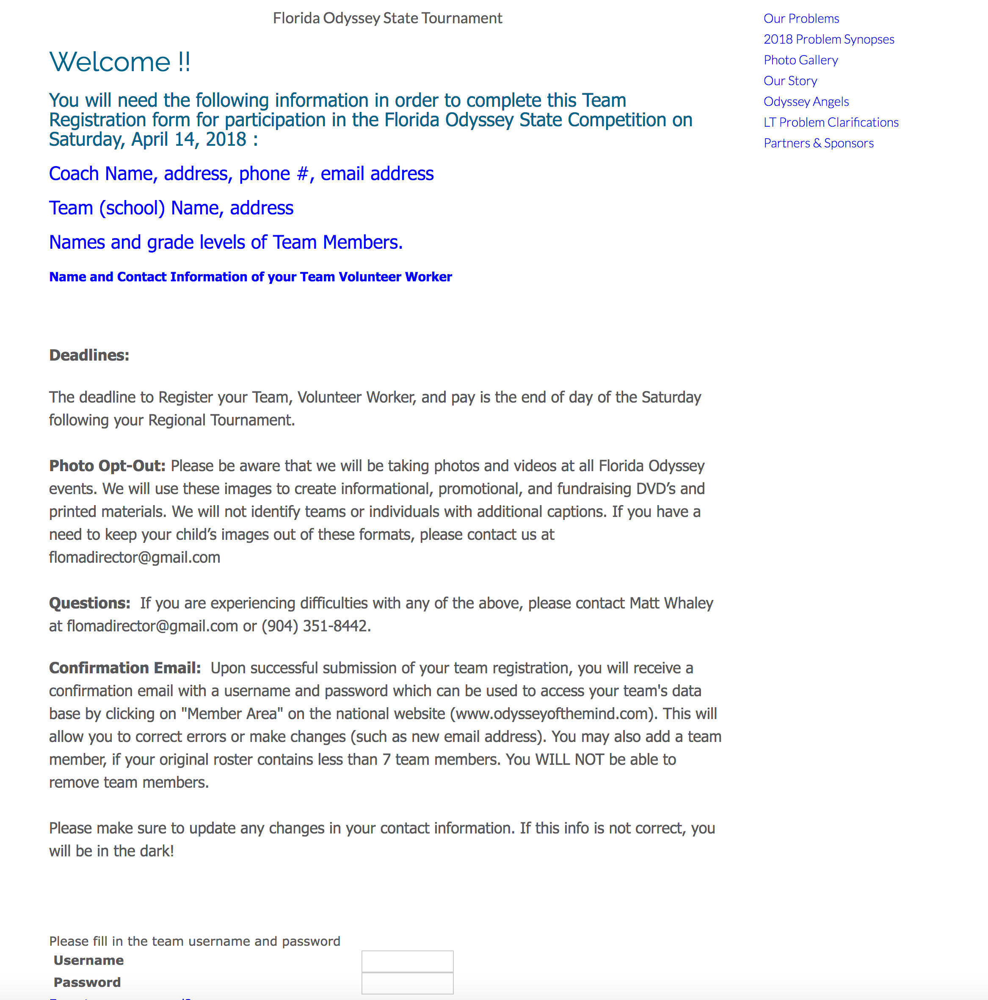 Florida Odyssey State Tournament
Welcome !!
You will need the following information in order to complete this Team
Registration form for participation in the Florida Odyssey State Competition on
Saturday, April 14, 2018 :
Coach Name, address, phone #, email address
Team (school) Name, address
Names and grade levels of Team Members.
Name and Contact Information of your Team Volunteer Worker
Deadlines:
The deadline to Register your Team, Volunteer Worker, and pay is the end of day of the Saturday
following your Regional Tournament.
Photo Opt-Out: Please be aware that we will be taking photos and videos at all Florida Odyssey
events. We will use these images to create informational, promotional, and fundraising DVD’s and
printed materials. We will not identify teams or individuals with additional captions. If you have a
need to keep your child’s images out of these formats, please contact us at
flomadirector@gmail.com
Questions:  If you are experiencing difficulties with any of the above, please contact Matt Whaley
at flomadirector@gmail.com or (904) 351-8442.
Confirmation Email:  Upon successful submission of your team registration, you will receive a
confirmation email with a username and password which can be used to access your team's data
base by clicking on "Member Area" on the national website (www.odysseyofthemind.com). This will
allow you to correct errors or make changes (such as new email address). You may also add a team
member, if your original roster contains less than 7 team members. You WILL NOT be able to
remove team members.
Please make sure to update any changes in your contact information. If this info is not correct, you
will be in the dark!
Please fill in the team username and password
Username
Password
Our Problems
2018 Problem Synopses
Photo Gallery
Our Story
Odyssey Angels
LT Problem Clarifications
Partners & Sponsors